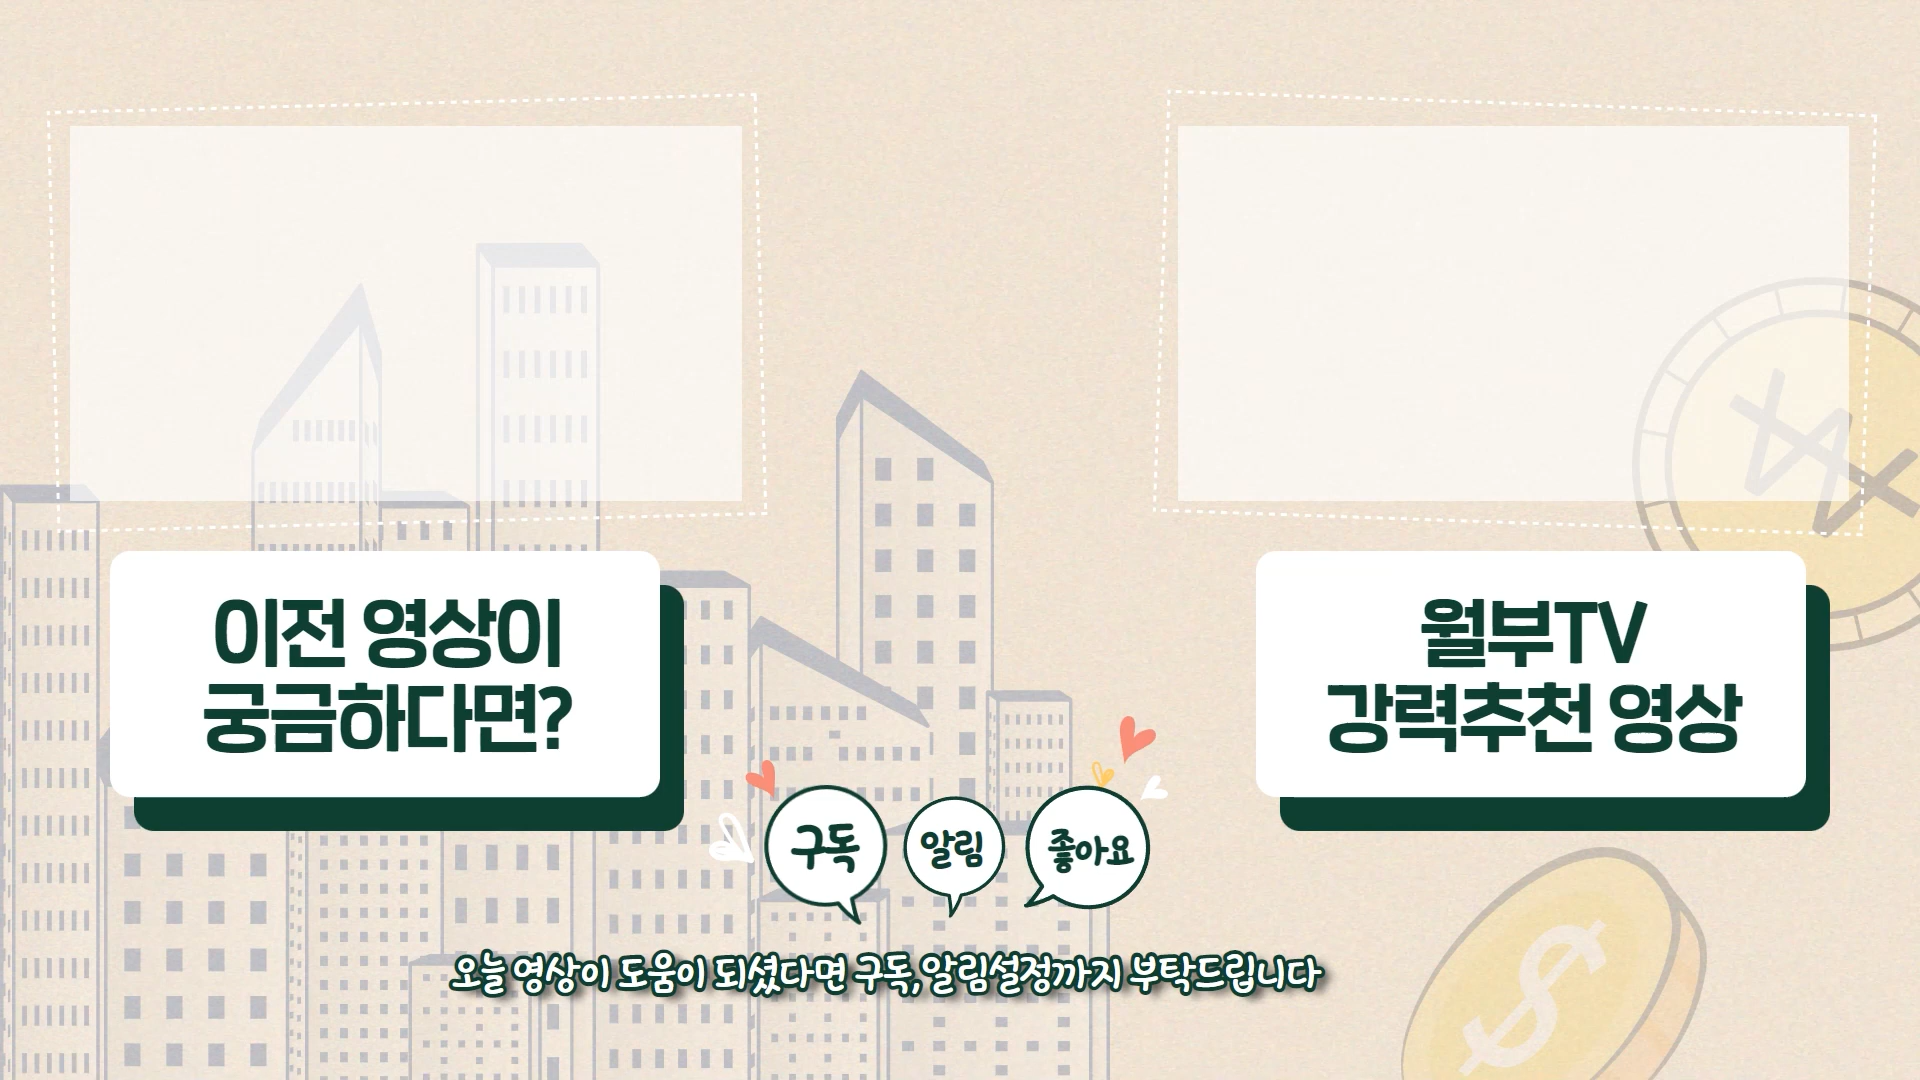 이전 영상이
궁금하다면?
월부TV
강력추천 영상
구독
알림
좋아요
오늘 영상이 도움이 되셨다면 구독, 알림설정까지 부탁드립니다